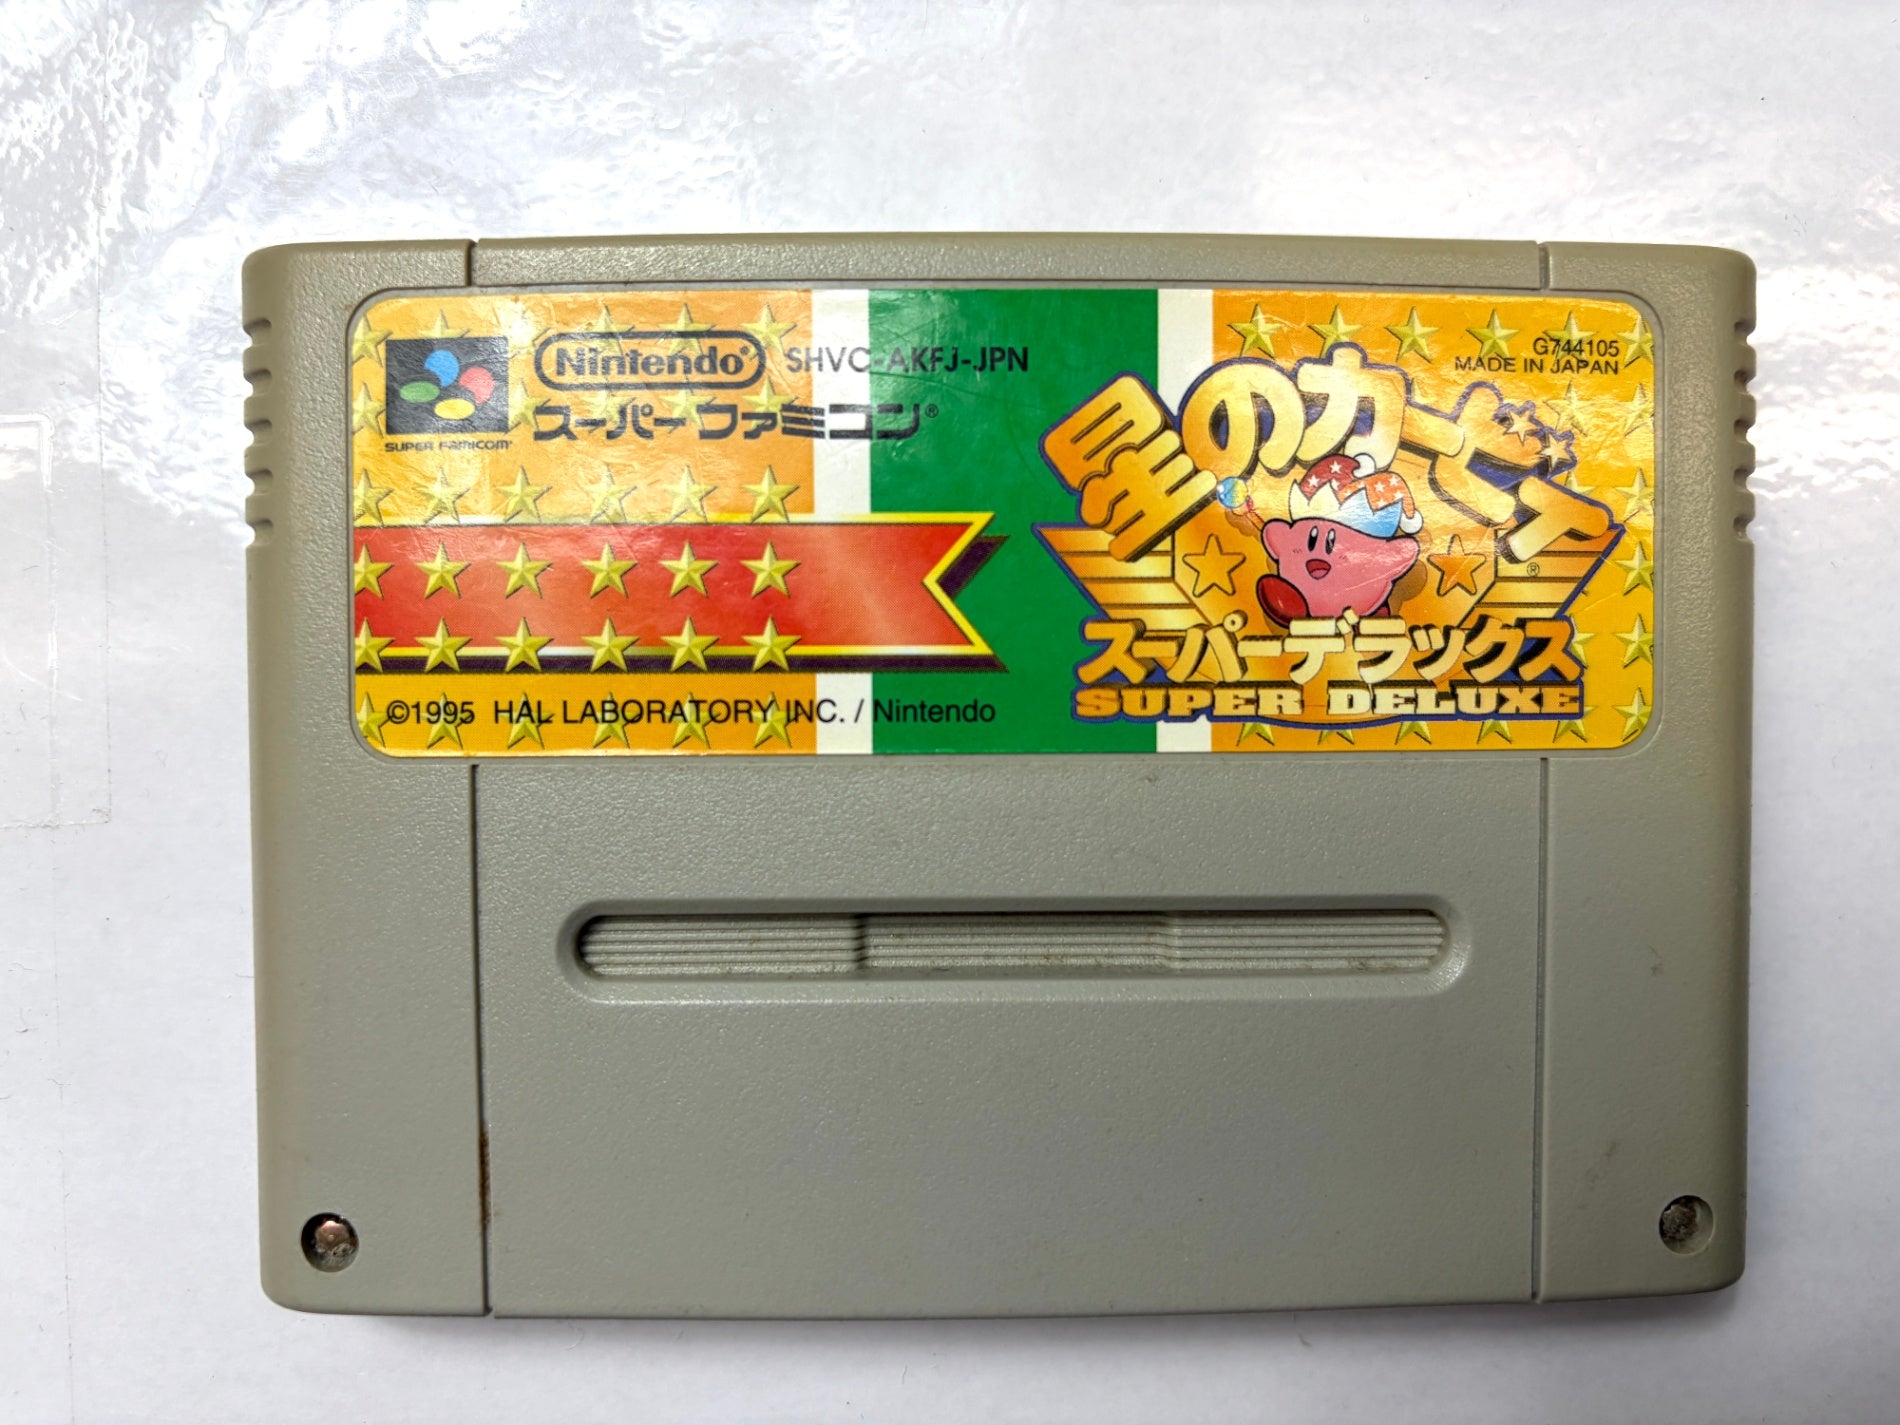 Nintendo® SHVC-AKFJ-JPN
スーパーファミコン®
SUPER FAMICOM®
G744105
MADE IN JAPAN
星のカービィ®
スーパーデラックス
SUPER DELUXE
©1995 HAL LABORATORY INC. / Nintendo